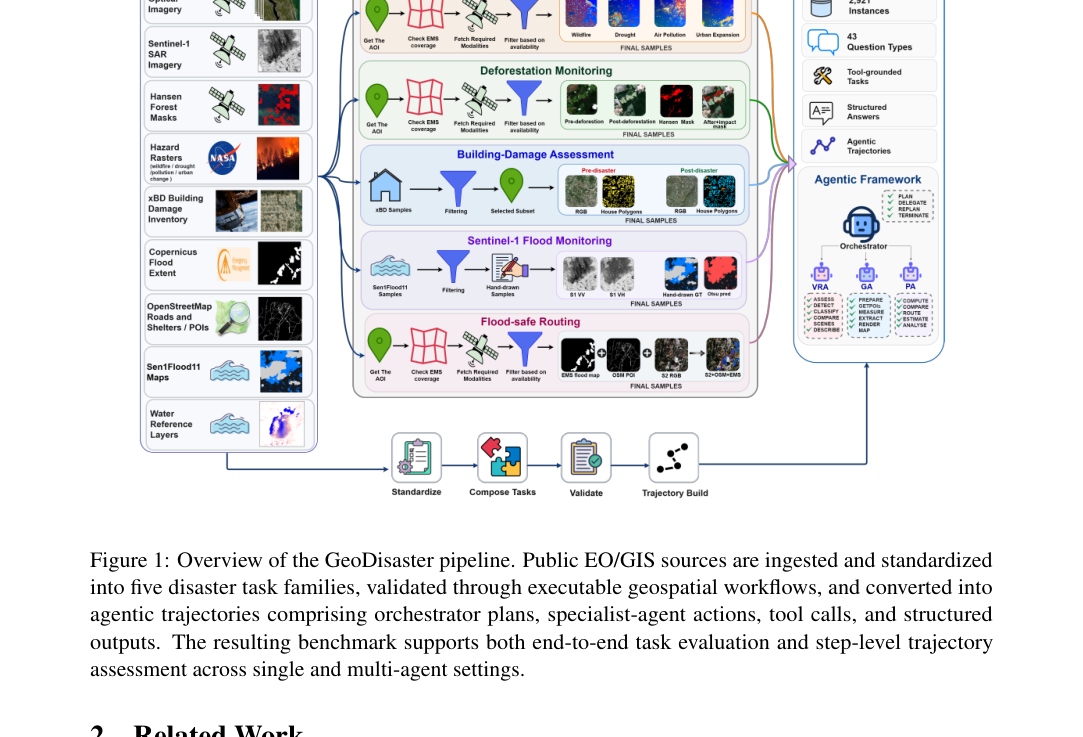 Imagery
Sentinel-1
SAR
Imagery
Hansen
Forest
Masks
Hazard
Rasters
(wildfire / drought
/pollution / urban
change )
NASA
xBD Building
Damage
Inventory
Copernicus
Flood
Extent
OpenStreetMap
Roads and
Shelters / POIs
Sen1Flood11
Maps
Water
Reference
Layers
Get The
AOI
Check EMS
coverage
Fetch Required
Modalities
Filter based on
availability
Wildfire
Drought
Air Pollution
Urban Expansion
FINAL SAMPLES
Deforestation Monitoring
Get The
AOI
Check EMS
coverage
Fetch Required
Modalities
Filter based on
availability
Pre-deforestion
Post-deforestation
Hansen Mask
After+impact
mask
FINAL SAMPLES
Building-Damage Assessment
xBD Samples
Filtering
Selected Subset
Pre-disaster
Post-disaster
RGB
House Polygons
RGB
House Polygons
FINAL SAMPLES
Sentinel-1 Flood Monitoring
Sen1Flood11
Samples
Filtering
Hand-drawn
Samples
S1 VV
S1 VH
Hand-drawn GT
Otsu pred
FINAL SAMPLES
Flood-safe Routing
Get The
AOI
Check EMS
coverage
Fetch Required
Modalities
Filter based on
availability
EMS flood map
OSM POI
S2 RGB
S2+OSM+EMS
FINAL SAMPLES
2,921
Instances
43
Question Types
Tool-grounded
Tasks
Structured
Answers
Agentic
Trajectories
Agentic Framework
PLAN
DELEGATE
REPLAN
TERMINATE
Orchestrator
VRA
GA
PA
ASSESS
DETECT
CLASSIFY
COMPARE
SCENES
DESCRIBE
PREPARE
GETPOIs
MEASURE
EXTRACT
RENDER
MAP
COMPUTE
COMPARE
ROUTE
ESTIMATE
ANALYSE
Standardize
Compose Tasks
Validate
Trajectory Build
Figure 1: Overview of the GeoDisaster pipeline. Public EO/GIS sources are ingested and standardized
into five disaster task families, validated through executable geospatial workflows, and converted into
agentic trajectories comprising orchestrator plans, specialist-agent actions, tool calls, and structured
outputs. The resulting benchmark supports both end-to-end task evaluation and step-level trajectory
assessment across single and multi-agent settings.
2 Related Work